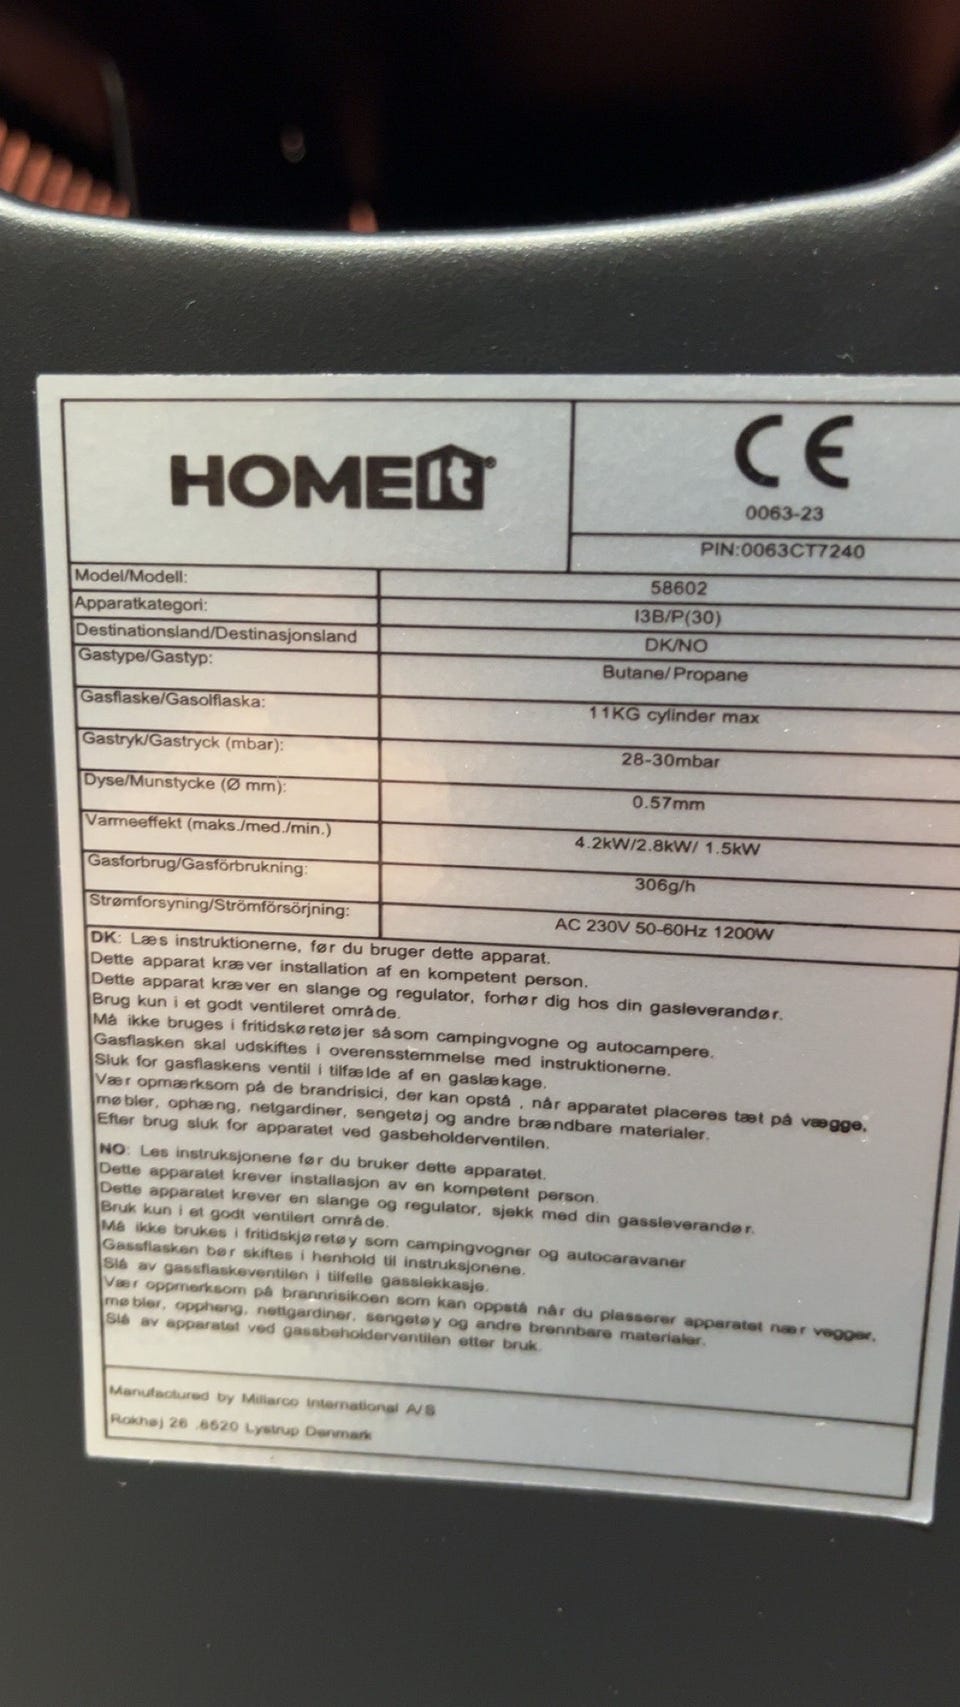 HOMEit®
CE
0063-23
PIN:0063CT7240
Model/Modell: 58602
Apparatkategori: I3B/P(30)
Destinationsland/Destinasjonsland DK/NO
Gastype/Gastyp: Butane/Propane
Gasflaske/Gasolflaska: 11KG cylinder max
Gastryk/Gastryck (mbar): 28-30mbar
Dyse/Munstycke (Ø mm): 0.57mm
Varmeeffekt (maks./med./min.) 4.2kW/2.8kW/ 1.5kW
Gasforbrug/Gasförbrukning: 306g/h
Strømforsyning/Strömförsörjning: AC 230V 50-60Hz 1200W
DK: Læs instruktionerne, før du bruger dette apparat.
Dette apparat kræver installation af en kompetent person.
Dette apparat kræver en slange og regulator, forhør dig hos din gasleverandør.
Brug kun i et godt ventileret område.
Må ikke bruges i fritidskøretøjer såsom campingvogne og autocampere.
Gasflasken skal udskiftes i overensstemmelse med instruktionerne.
Sluk for gasflaskens ventil i tilfælde af en gaslækage.
Vær opmærksom på de brandrisici, der kan opstå , når apparatet placeres tæt på vægge,
møbler, ophæng, netgardiner, sengetøj og andre brændbare materialer.
Efter brug sluk for apparatet ved gasbeholderventilen.
NO: Les instruksjonene før du bruker dette apparatet.
Dette apparatet krever installasjon av en kompetent person.
Dette apparatet krever en slange og regulator, sjekk med din gassleverandør.
Bruk kun i et godt ventilert område.
Må ikke brukes i fritidskjøretøy som campingvogner og autocaravaner
Gassflasken bør skiftes i henhold til instruksjonene.
Slå av gassflaskeventilen i tilfelle gasslekkasje.
Vær oppmerksom på brannrisikoen som kan oppstå når du plasserer apparatet nær vegger,
møbler, oppheng, nettgardiner, sengetøy og andre brennbare materialer.
Slå av apparatet ved gassbeholderventilen etter bruk.
Manufactured by Millarco International A/S
Rokhøj 26 ,8520 Lystrup Denmark